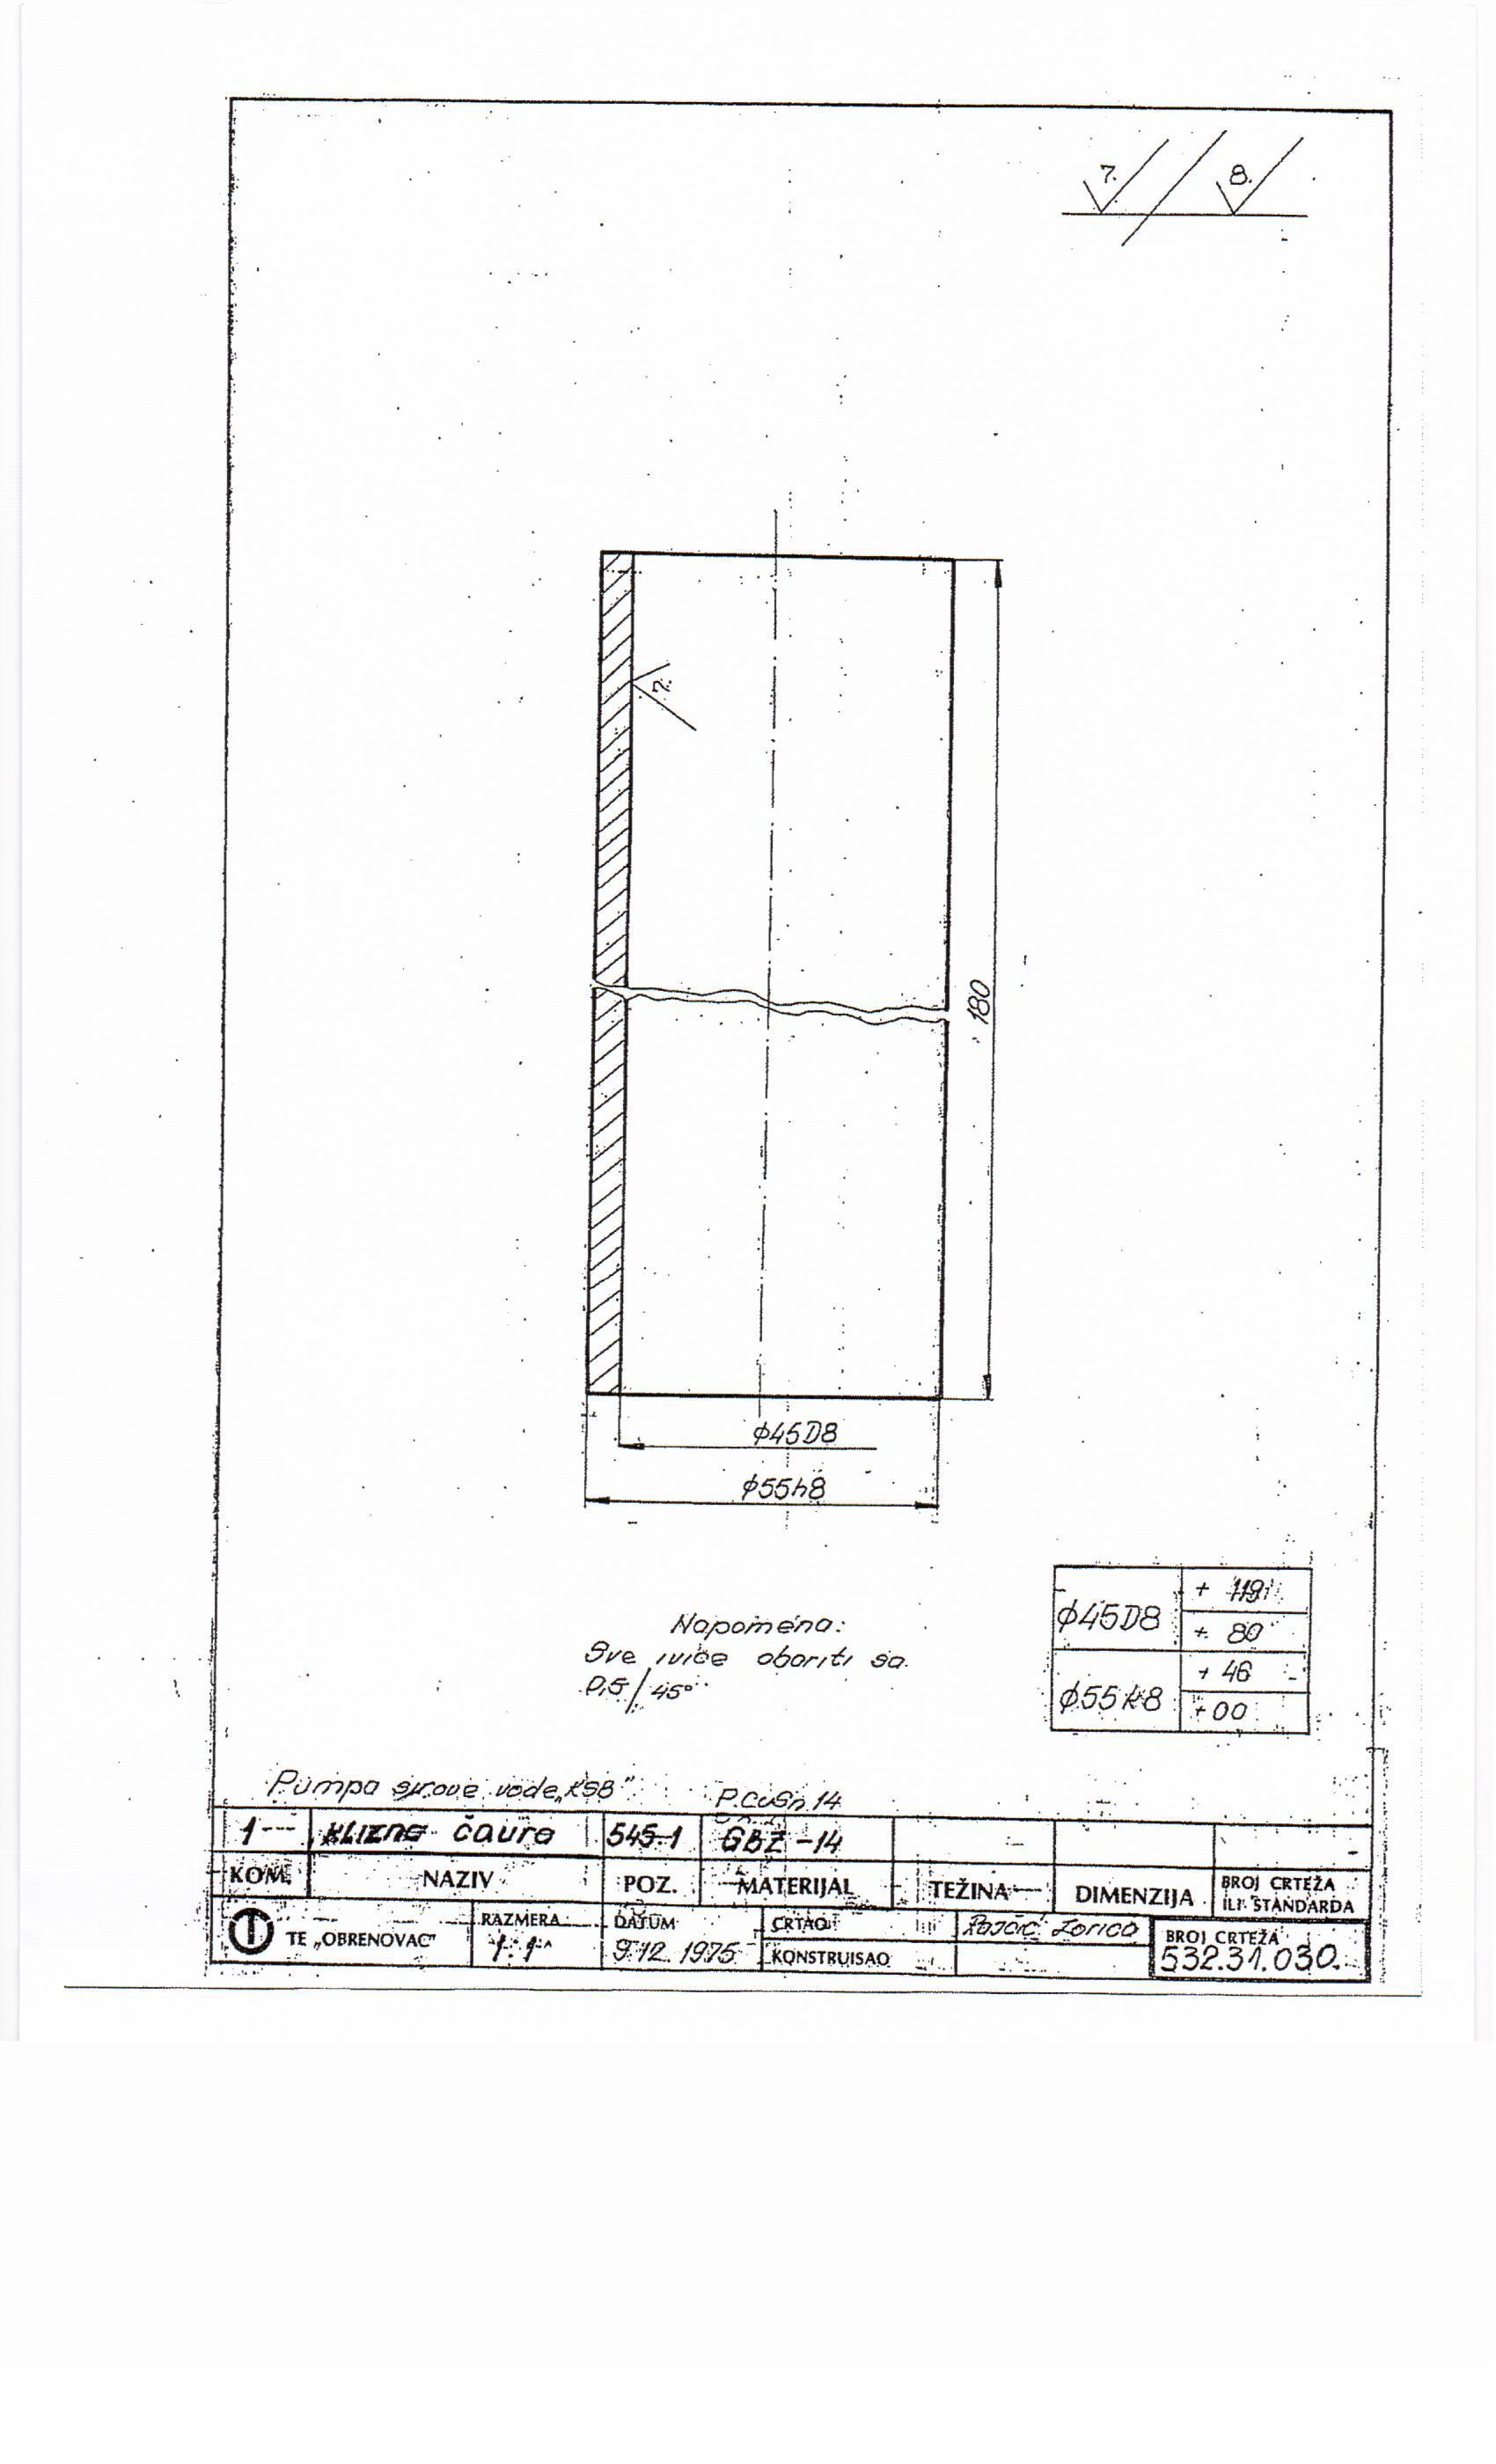 7. 8.
7.
180
φ45D8
φ55h8
φ45D8 + 119
+ 80
φ55k8 + 46
+00
Napomena:
Sve ivice oboriti sa
0,5/45°
Pumpa sirove vode „KSB" P.CuSn 14
1 Klizna čaura 545-1 GBZ-14
KOM. NAZIV POZ. MATERIJAL TEŽINA DIMENZIJA BROJ CRTEŽA
ILI STANDARDA
TE „OBRENOVAC" RAZMERA DATUM CRTAO Zorica BROJ CRTEŽA
1:1 9.12.1975 KONSTRUISAO 532.31.030.